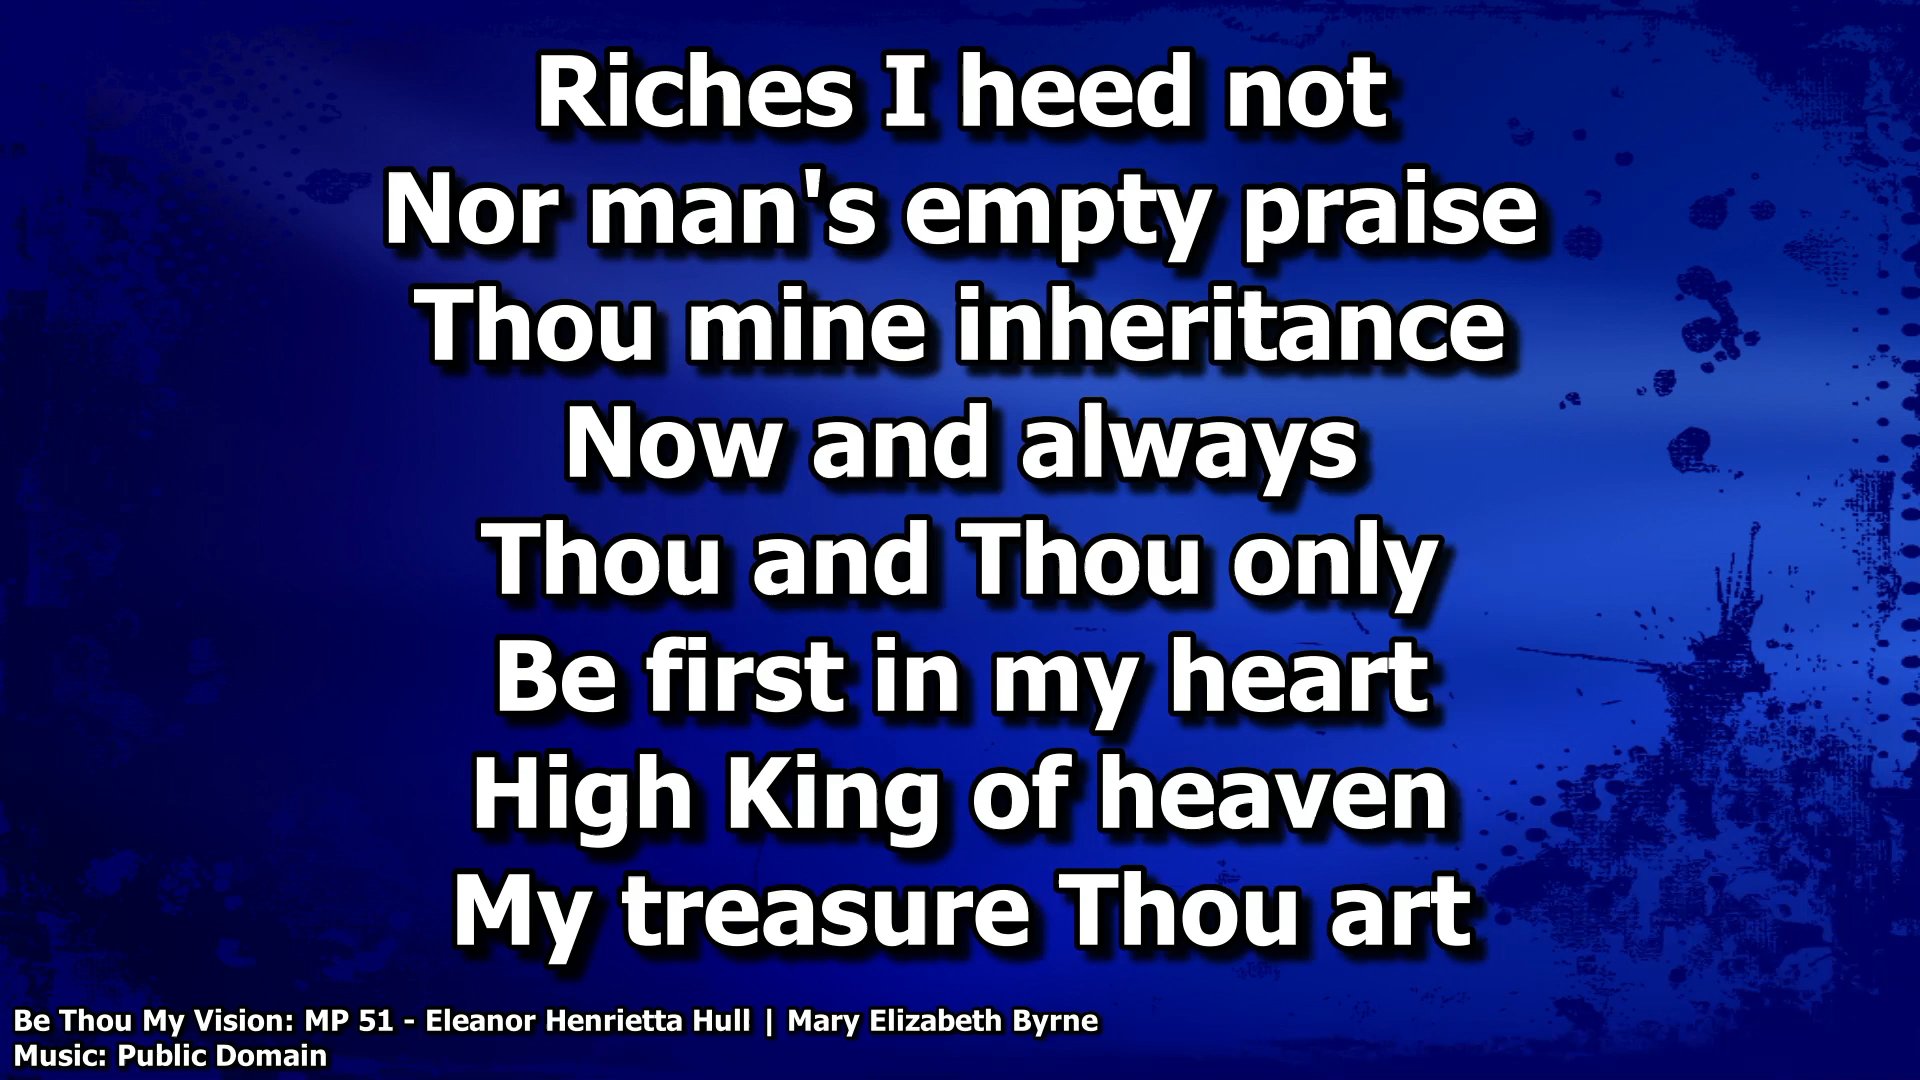 Riches I heed not
Nor man's empty praise
Thou mine inheritance
Now and always
Thou and Thou only
Be first in my heart
High King of heaven
My treasure Thou art
Be Thou My Vision: MP 51 - Eleanor Henrietta Hull | Mary Elizabeth Byrne
Music: Public Domain